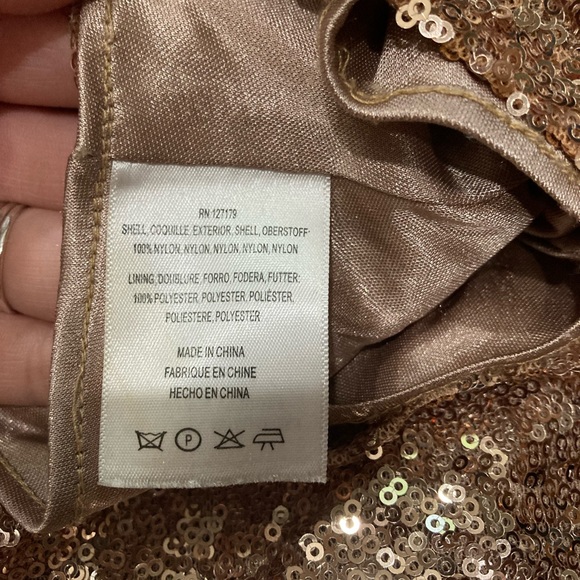 RN 127179
SHELL, COQUILLE, EXTERIOR, SHELL, OBERSTOFF:
100% NYLON, NYLON, NYLON, NYLON, NYLON
LINING, DOUBLURE, FORRO, FODERA, FUTTER:
100% POLYESTER, POLYESTER, POLIÉSTER,
POLIESTERE, POLYESTER
MADE IN CHINA
FABRIQUE EN CHINE
HECHO EN CHINA
P